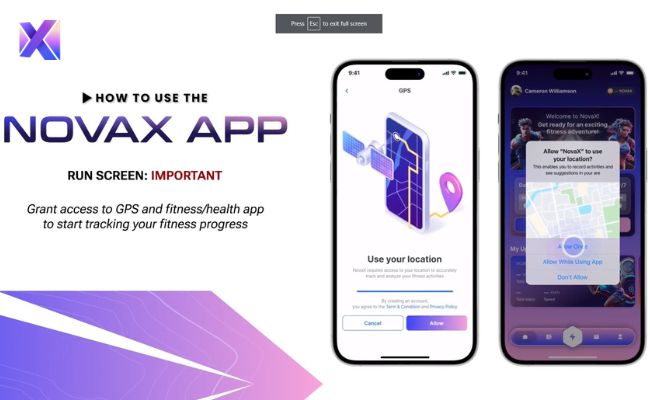 Press Esc to exit full screen
HOW TO USE THE
NOVAX APP
RUN SCREEN: IMPORTANT
Grant access to GPS and fitness/health app
to start tracking your fitness progress
9:41
GPS
Use your location
NovaX requires access to your location to accurately
track and analyze your fitness activities
By creating an account,
you agree to the Term & Condition and Privacy Policy
Cancel
Allow
9:41
Cameron Williamson
Welcome to NovaX!
Get ready for an exciting
fitness adventure!
Allow "NovaX" to use
your location?
This enables you to record activities and
see suggestions in your are
Allow Once
Allow While Using App
Don't Allow
My Up
Speed